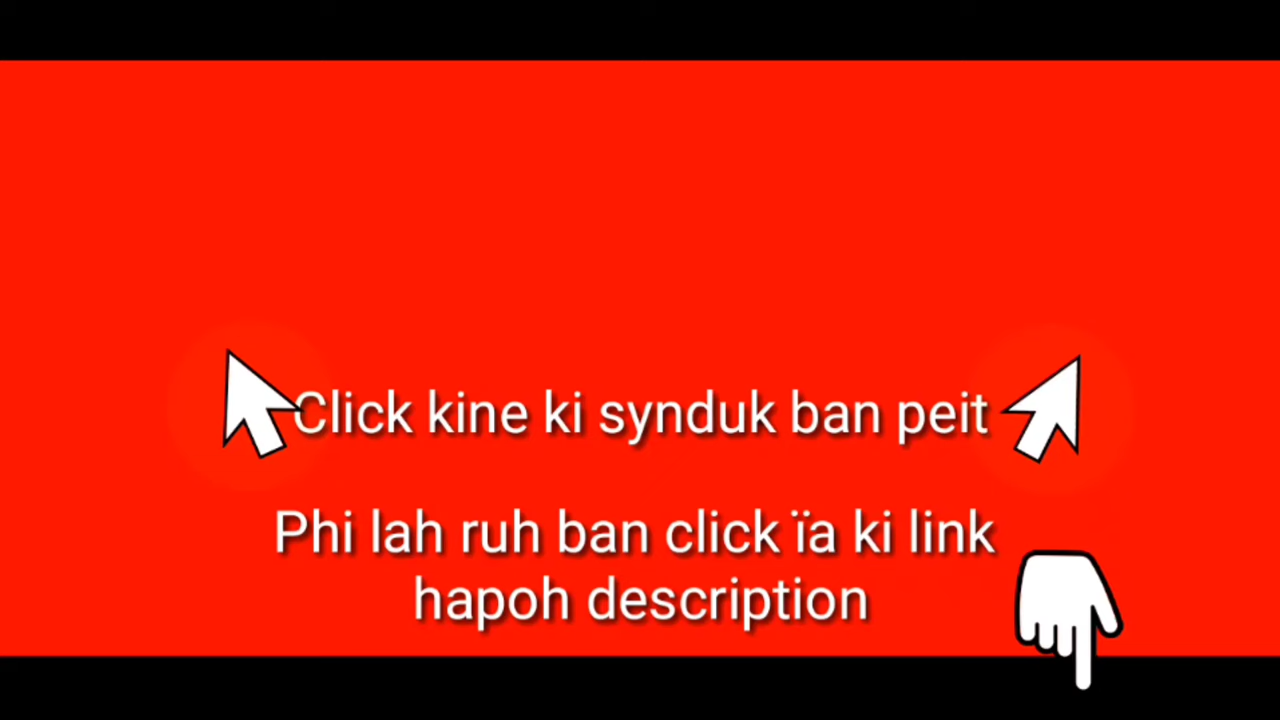 Click kine ki synduk ban peit
Phi lah ruh ban click ïa ki link
hapoh description